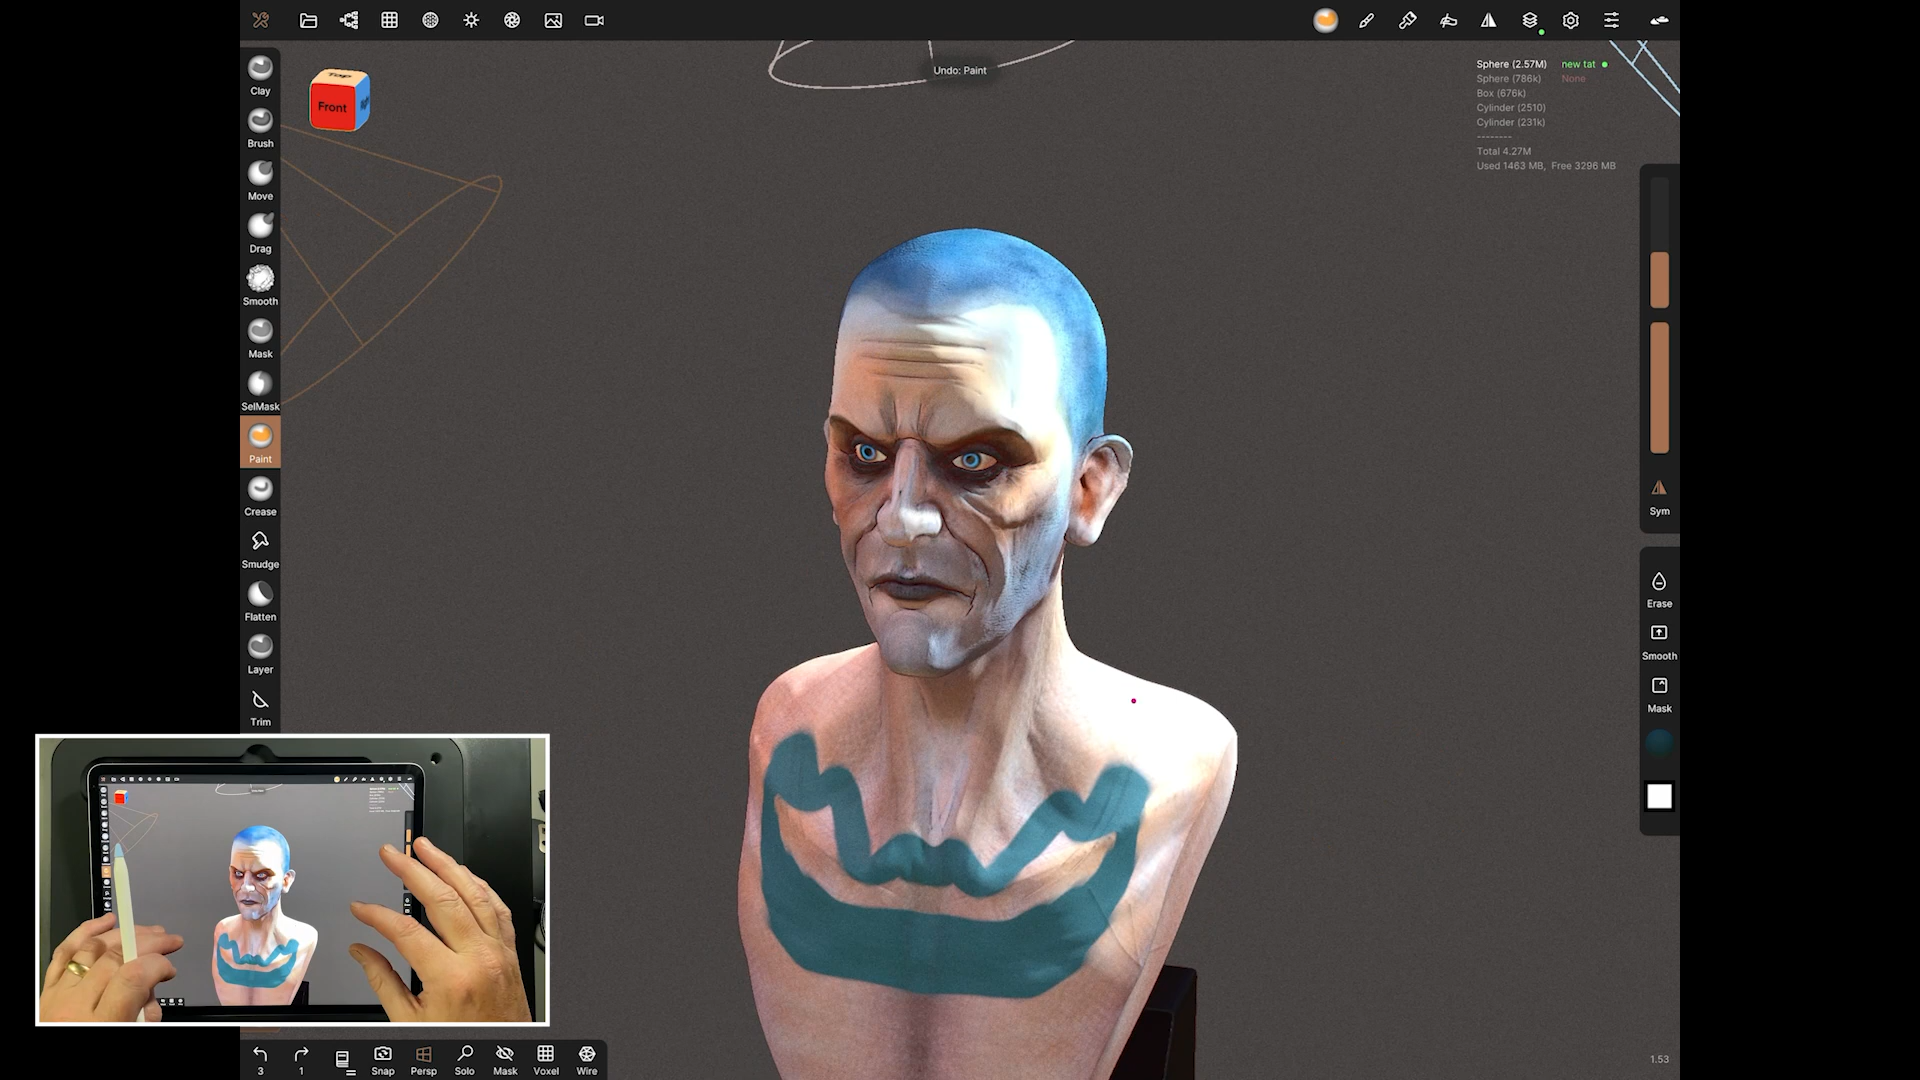 Undo: Paint
Top
Front
Sphere (2.57M) new tat
Sphere (786k) None
Box (676k)
Cylinder (2510)
Cylinder (231k)
--------
Total 4.27M
Used 1463 MB, Free 3296 MB
Clay
Brush
Move
Drag
Smooth
Mask
SelMask
Paint
Crease
Smudge
Flatten
Layer
Trim
Sym
Erase
Smooth
Mask
3
1
Snap
Persp
Solo
Mask
Voxel
Wire
1.53